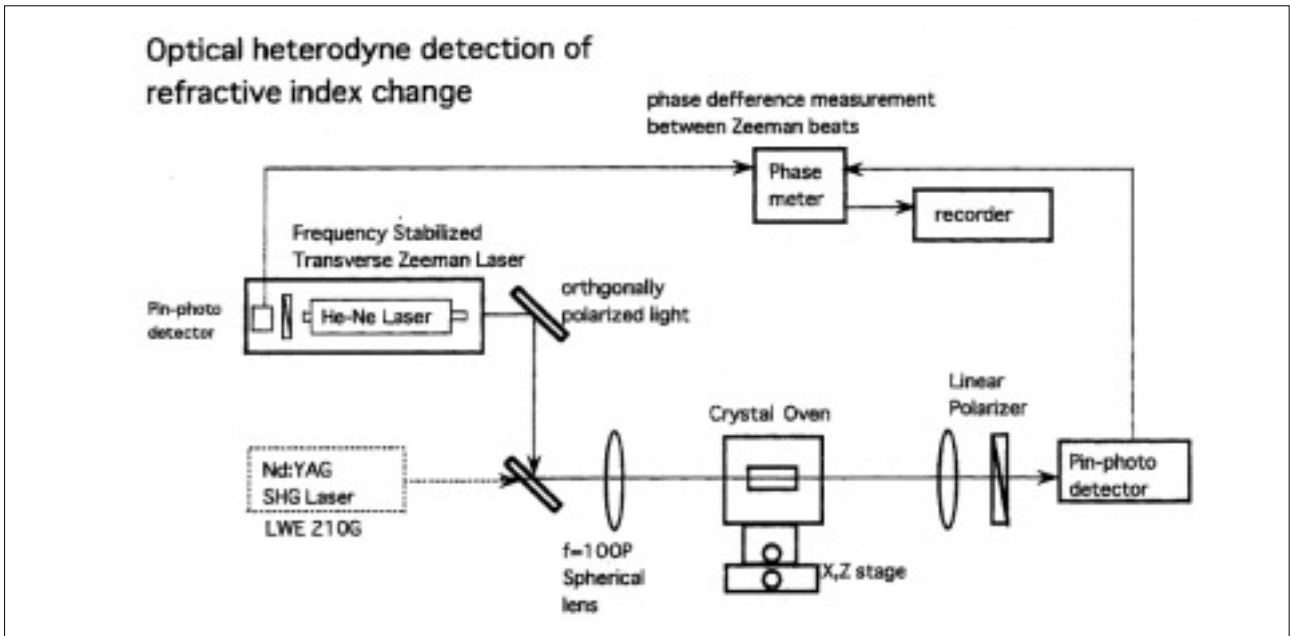 Optical heterodyne detection of
refractive index change
phase defference measurement
between Zeeman beats
Phase
meter
recorder
Frequency Stabilized
Transverse Zeeman Laser
orthgonally
polarized light
Pin-photo
detector
He-Ne Laser
Linear
Polarizer
Crystal Oven
Nd:YAG
SHG Laser
LWE 210G
Pin-photo
detector
f=100P
Spherical
lens
X,Z stage